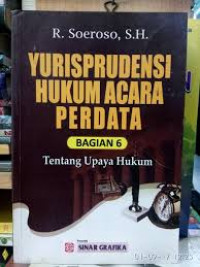 R. Soeroso, S.H.
YURISPRUDENSI
HUKUM ACARA
PERDATA
BAGIAN 6
Tentang Upaya Hukum
SINAR GRAFIKA